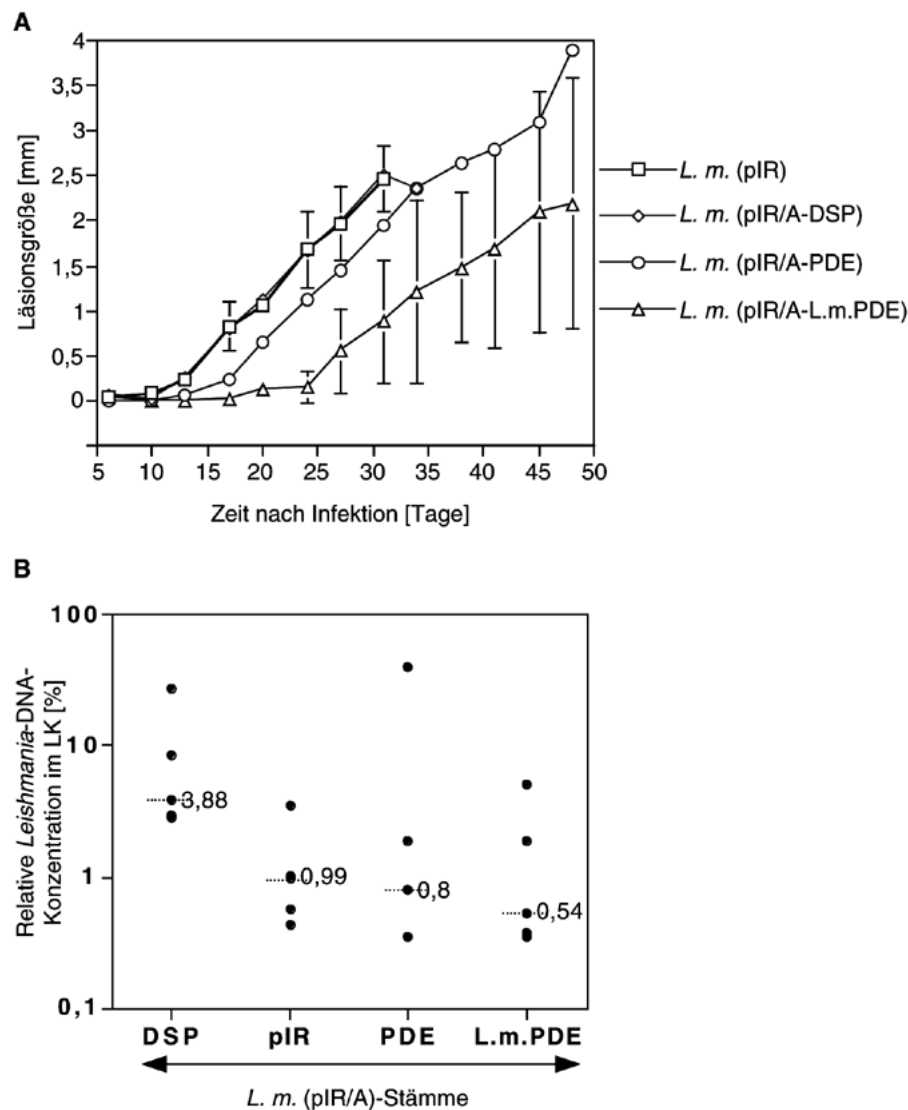 A
4
3,5
3
2,5
2
1,5
1
0,5
0
Läsionsgröße [mm]
5 10 15 20 25 30 35 40 45 50
Zeit nach Infektion [Tage]
L. m. (pIR)
L. m. (pIR/A-DSP)
L. m. (pIR/A-PDE)
L. m. (pIR/A-L.m.PDE)
B
100
10
1
0,1
Relative Leishmania-DNA-
Konzentration im LK [%]
3,88
0,99
0,8
0,54
DSP pIR PDE L.m.PDE
L. m. (pIR/A)-Stämme